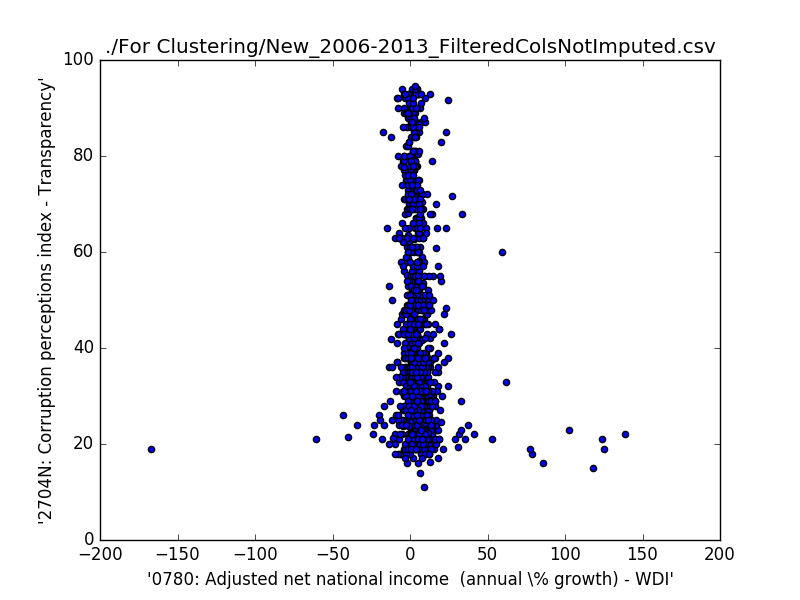 ./For Clustering/New_2006-2013_FilteredColsNotImputed.csv
'2704N: Corruption perceptions index - Transparency'
100
80
60
40
20
0
−200 −150 −100 −50 0 50 100 150 200
'0780: Adjusted net national income  (annual \% growth) - WDI'